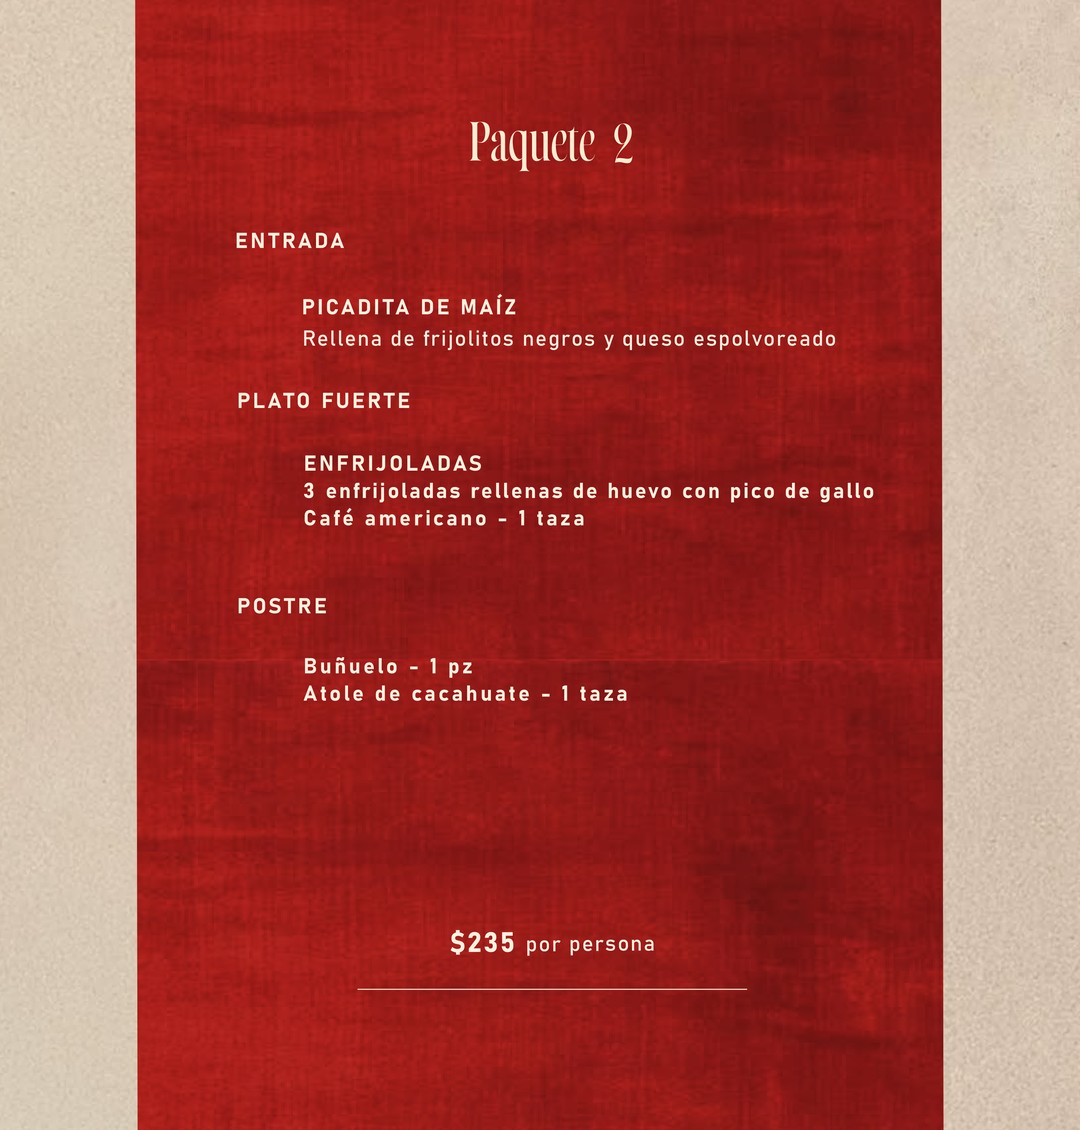 Paquete 2
ENTRADA
PICADITA DE MAÍZ
Rellena de frijolitos negros y queso espolvoreado
PLATO FUERTE
ENFRIJOLADAS
3 enfrijoladas rellenas de huevo con pico de gallo
Café americano - 1 taza
POSTRE
Buñuelo - 1 pz
Atole de cacahuate - 1 taza
$235 por persona